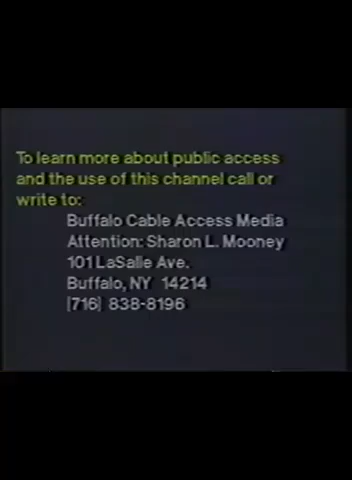 To learn more about public access
and the use of this channel call or
write to:
Buffalo Cable Access Media
Attention: Sharon L. Mooney
101 LaSalle Ave.
Buffalo, NY 14214
(716) 838-8196